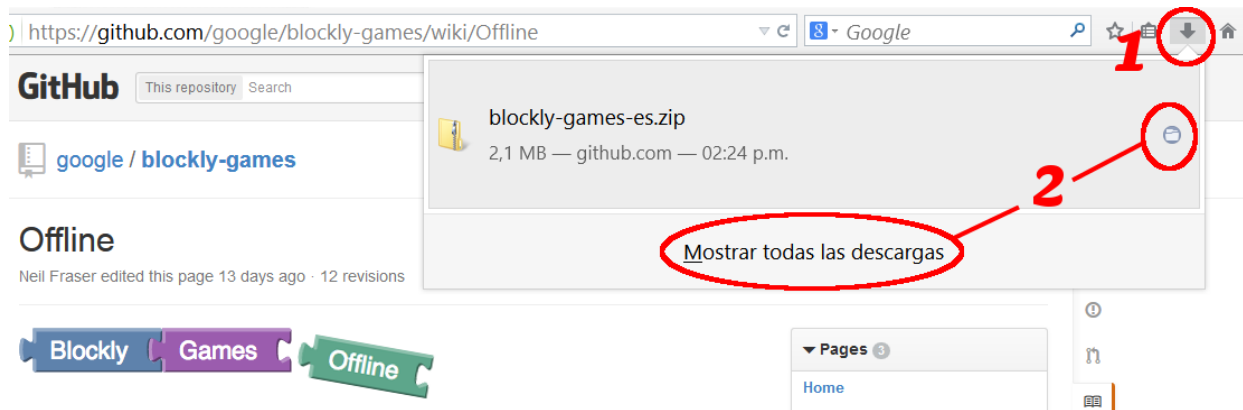 ) https://github.com/google/blockly-games/wiki/Offline
8 Google
1
GitHub This repository Search
blockly-games-es.zip
2,1 MB — github.com — 02:24 p.m.
google / blockly-games
2
Offline
Mostrar todas las descargas
Neil Fraser edited this page 13 days ago · 12 revisions
Blockly Games Offline
Pages 3
Home